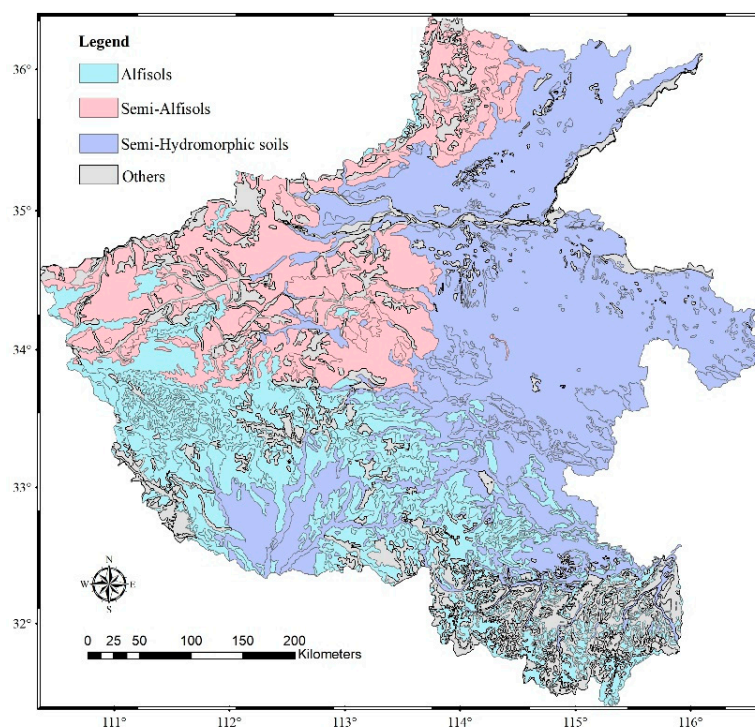 Legend
Alfisols
Semi-Alfisols
Semi-Hydromorphic soils
Others
36°
35°
34°
33°
32°
N
W E
S
0 25 50 100 150 200
Kilometers
111° 112° 113° 114° 115° 116°